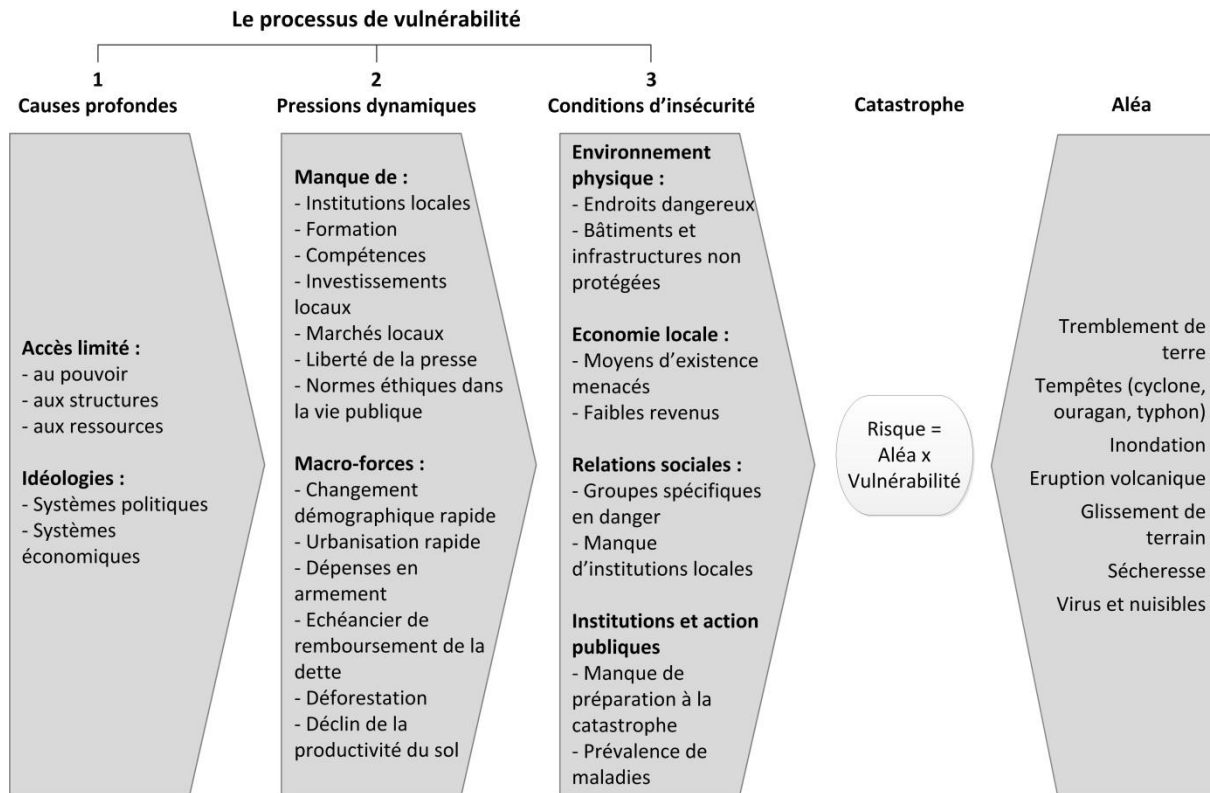 Le processus de vulnérabilité
1
Causes profondes
Accès limité :
- au pouvoir
- aux structures
- aux ressources
Idéologies :
- Systèmes politiques
- Systèmes
économiques
2
Pressions dynamiques
Manque de :
- Institutions locales
- Formation
- Compétences
- Investissements
locaux
- Marchés locaux
- Liberté de la presse
- Normes éthiques dans
la vie publique
Macro-forces :
- Changement
démographique rapide
- Urbanisation rapide
- Dépenses en
armement
- Echéancier de
remboursement de la
dette
- Déforestation
- Déclin de la
productivité du sol
3
Conditions d’insécurité
Environnement
physique :
- Endroits dangereux
- Bâtiments et
infrastructures non
protégées
Economie locale :
- Moyens d’existence
menacés
- Faibles revenus
Relations sociales :
- Groupes spécifiques
en danger
- Manque
d’institutions locales
Institutions et action
publiques
- Manque de
préparation à la
catastrophe
- Prévalence de
maladies
Catastrophe
Risque =
Aléa x
Vulnérabilité
Aléa
Tremblement de
terre
Tempêtes (cyclone,
ouragan, typhon)
Inondation
Eruption volcanique
Glissement de
terrain
Sécheresse
Virus et nuisibles